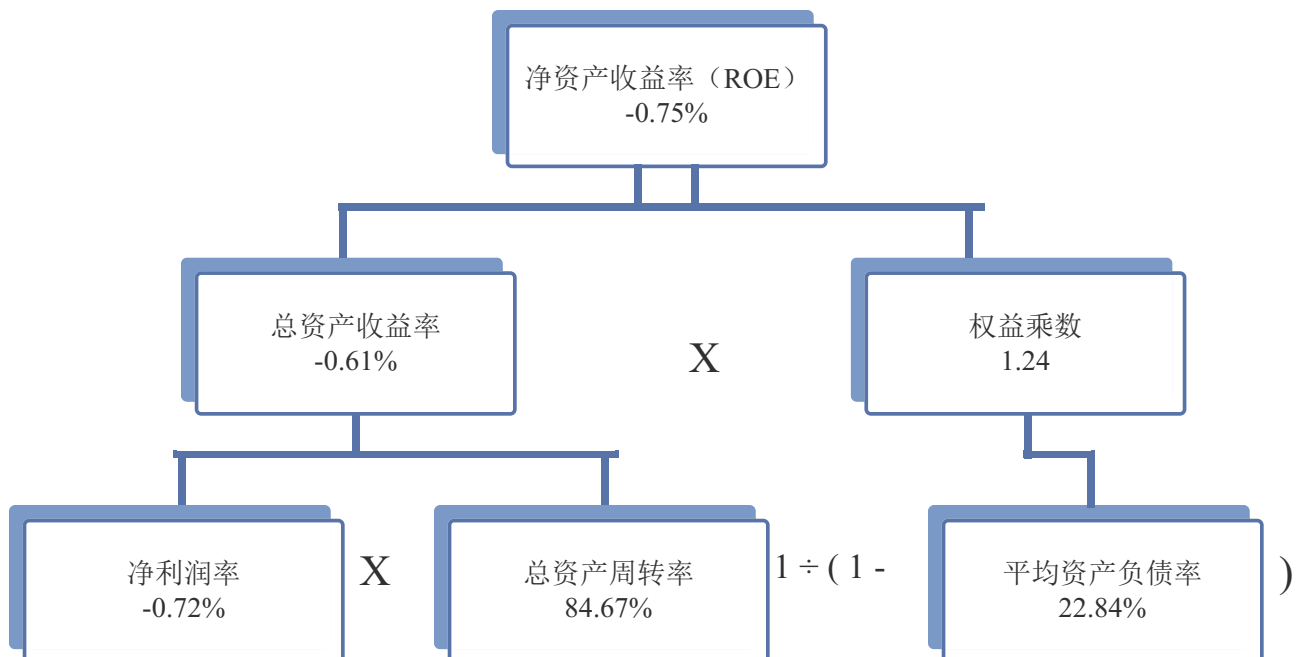 净资产收益率（ROE）
-0.75%
总资产收益率
-0.61%
X
权益乘数
1.24
净利润率
-0.72%
X
总资产周转率
84.67%
1 ÷ ( 1 -
平均资产负债率
22.84%
)